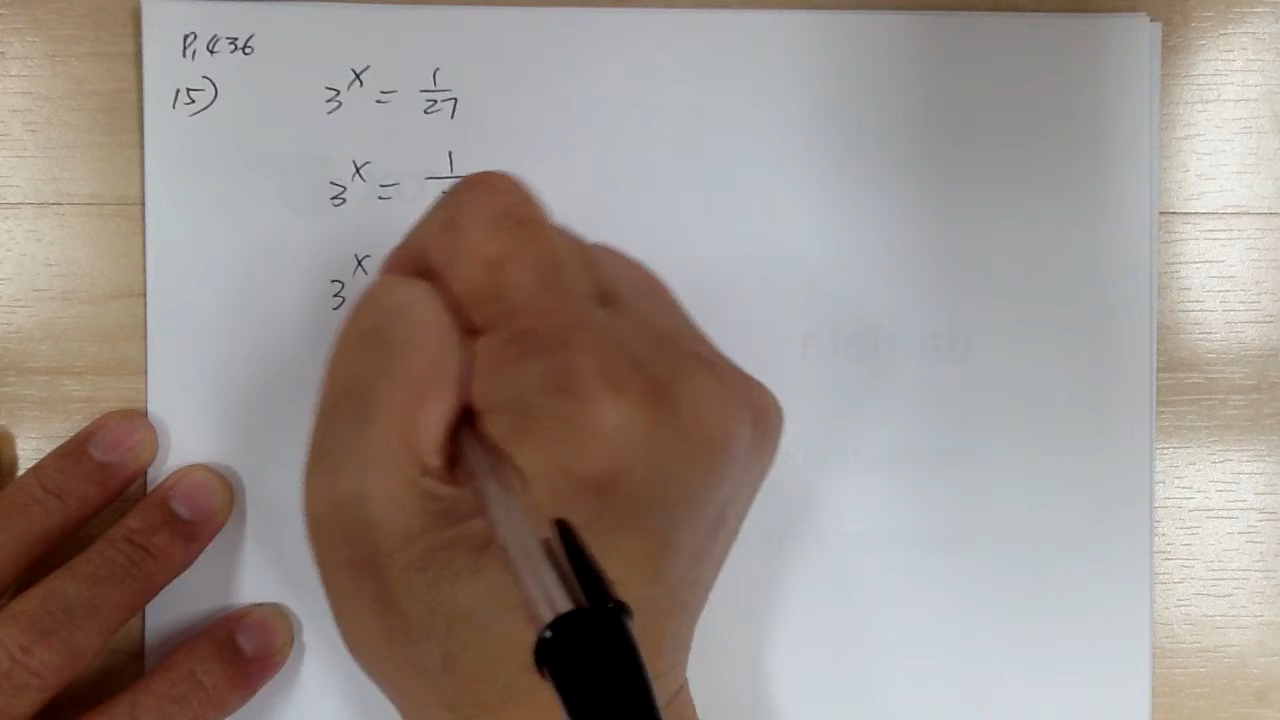 P,436
15) 3^x = 1/27
3^x = 1/
3^x